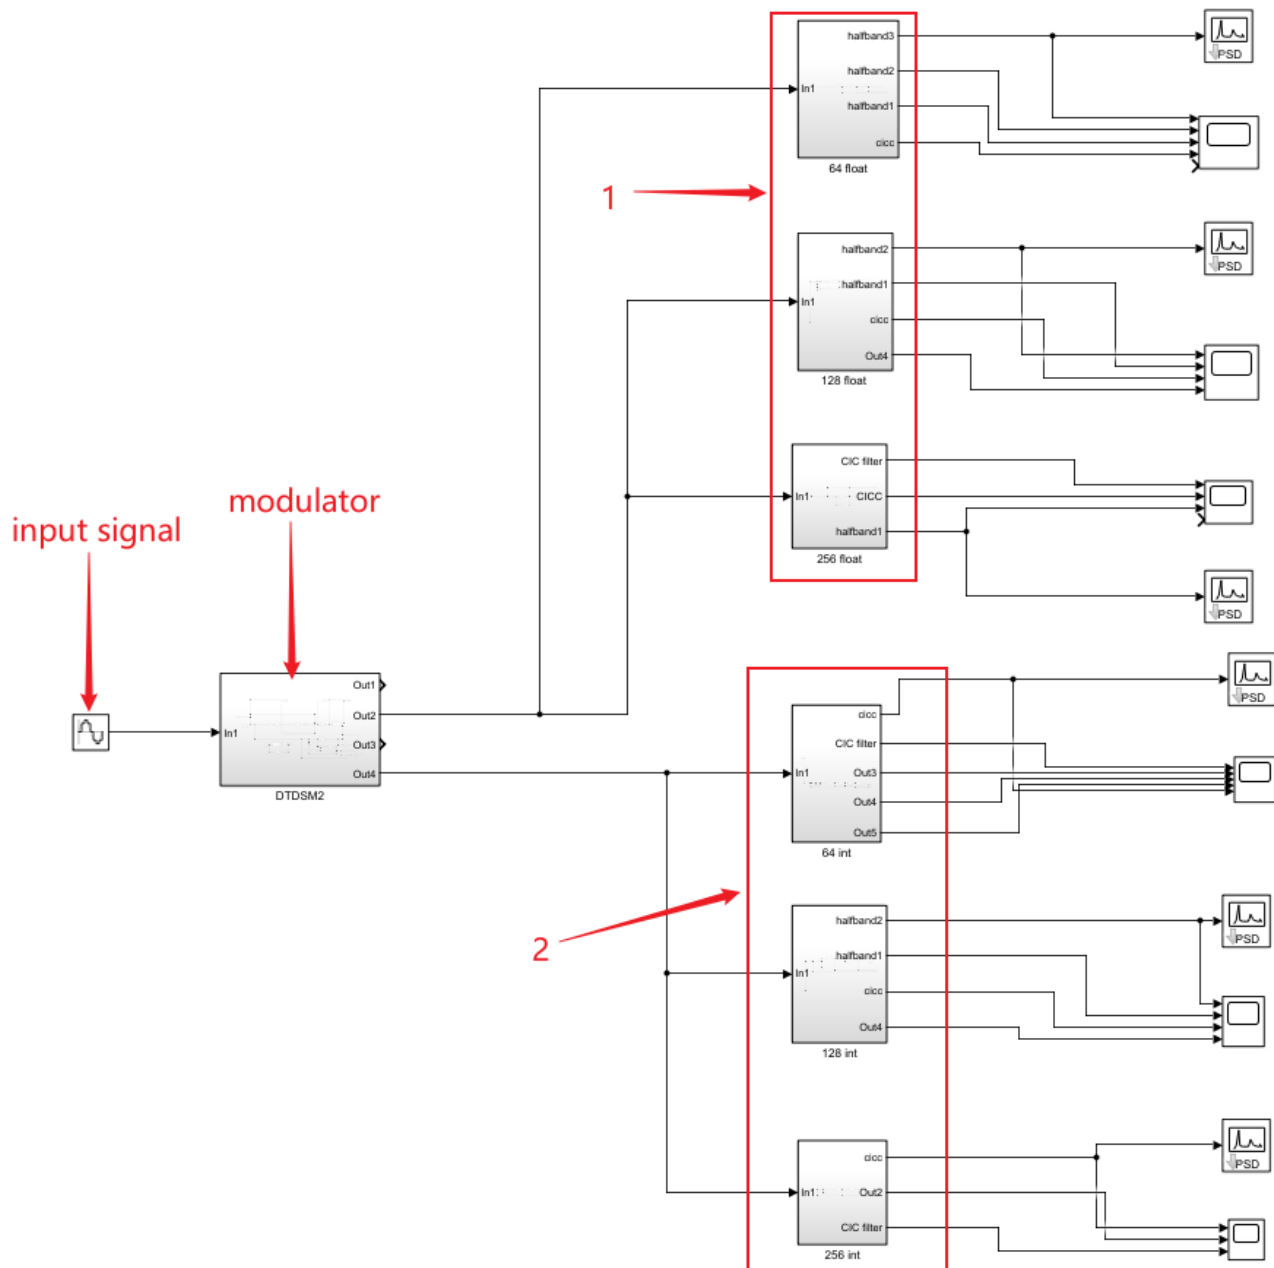 halfband3
halfband2
In1
halfband1
cicc
64 float
PSD
1
halfband2
halfband1
In1
cicc
Out4
128 float
PSD
CIC filter
In1
CICC
halfband1
256 float
PSD
modulator
input signal
Out1
Out2
In1
Out3
Out4
DTDSM2
cicc
CIC filter
In1
Out3
Out4
Out5
64 int
PSD
2
halfband2
halfband1
In1
cicc
Out4
128 int
PSD
cicc
In1
Out2
CIC filter
256 int
PSD